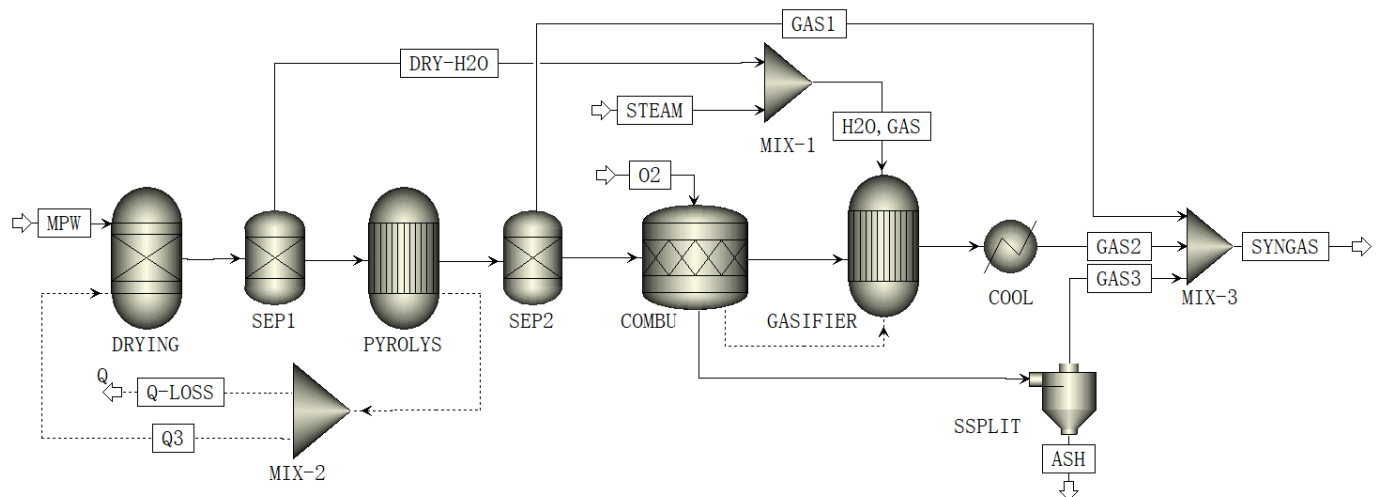 GAS1
DRY-H2O
STEAM
MIX-1
H2O, GAS
O2
MPW
DRYING
SEP1
PYROLYS
SEP2
COMBU
GASIFIER
COOL
GAS2
GAS3
MIX-3
SYNGAS
Q
Q-LOSS
Q3
MIX-2
SSPLIT
ASH